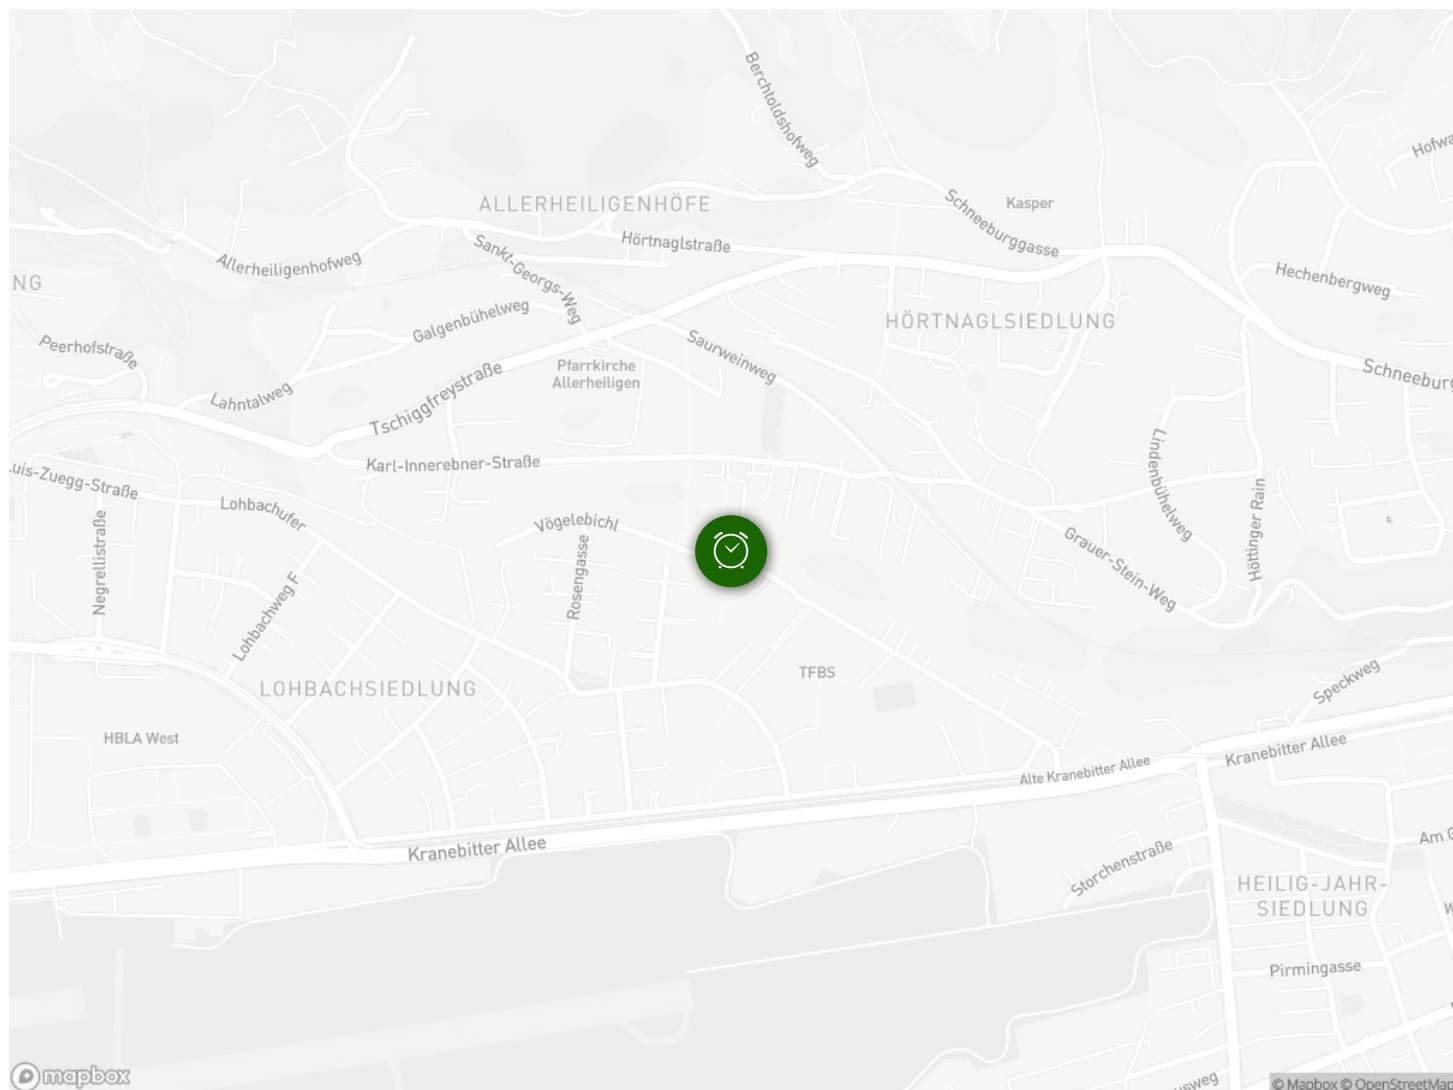 Berchtoldshofweg
Hofwa
ALLERHEILIGENHÖFE
Kasper
Schneeburggasse
Hörtnaglstraße
Sankt-Georgs-Weg
Allerheiligenhofweg
NG
Hechenbergweg
Galgenbühelweg
HÖRTNAGLSIEDLUNG
Peerhofstraße
Saurweinweg
Pfarrkirche
Allerheiligen
Schneeburg
Lahntalweg
Tschiggfreystraße
Karl-Innerebner-Straße
Luis-Zuegg-Straße
Lindenbühelweg
Höttinger Rain
Lohbachufer
Vögelebichl
Negrellistraße
Rosengasse
Grauer-Stein-Weg
Lohbachweg F
TFBS
LOHBACHSIEDLUNG
Speckweg
HBLA West
Kranebitter Allee
Alte Kranebitter Allee
Am G
Kranebitter Allee
Storchenstraße
HEILIG-JAHR-
SIEDLUNG
W
Pirmingasse
mapbox
usweg
© Mapbox © OpenStreetMap